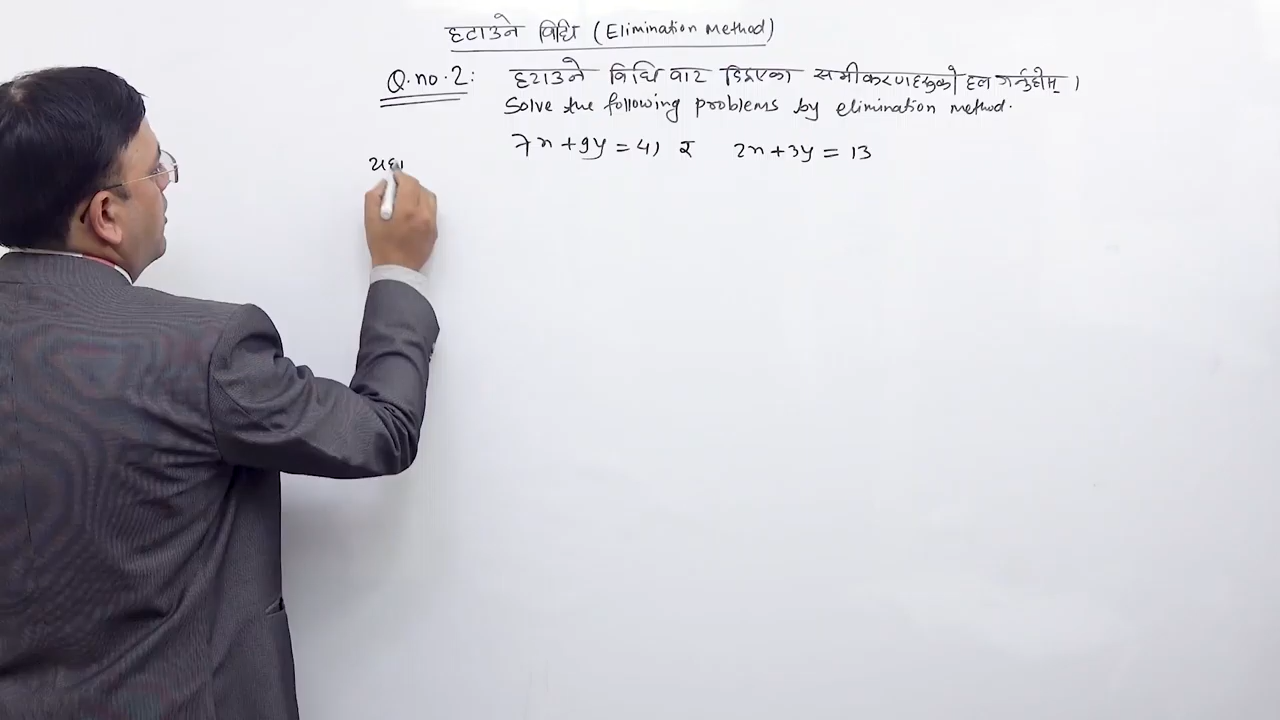 हटाउने विधि (Elimination Method)
Q.no.2: हटाउने विधि बाट दिइएका समीकरणहरुको हल गर्नुहोस् ।
Solve the following problems by elimination method.
7x + 9y = 41 र 2x + 3y = 13
यहा